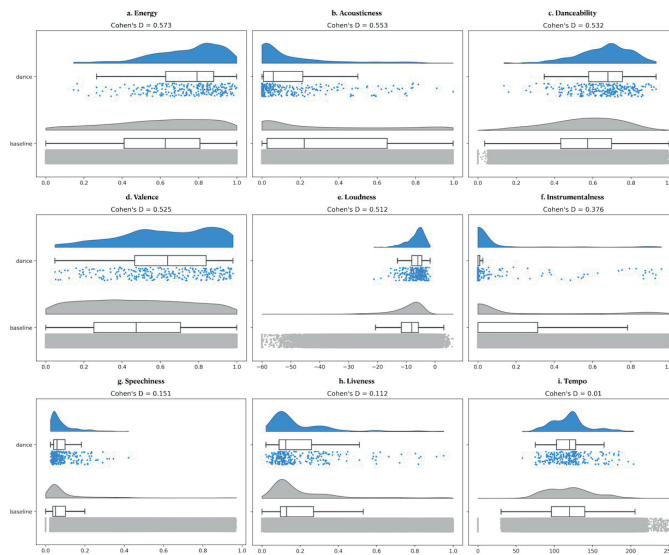 a. Energy
Cohen's D = 0.573
b. Acousticness
Cohen's D = 0.553
c. Danceability
Cohen's D = 0.532
dance
baseline
0.0 0.2 0.4 0.6 0.8 1.0
0.0 0.2 0.4 0.6 0.8 1.0
0.0 0.2 0.4 0.6 0.8 1.0
d. Valence
Cohen's D = 0.525
e. Loudness
Cohen's D = 0.512
f. Instrumentalness
Cohen's D = 0.376
dance
baseline
0.0 0.2 0.4 0.6 0.8 1.0
−60 −50 −40 −30 −20 −10 0
0.0 0.2 0.4 0.6 0.8 1.0
g. Speechiness
Cohen's D = 0.151
h. Liveness
Cohen's D = 0.112
i. Tempo
Cohen's D = 0.01
dance
baseline
0.0 0.2 0.4 0.6 0.8
0.0 0.2 0.4 0.6 0.8 1.0
0 50 100 150 200